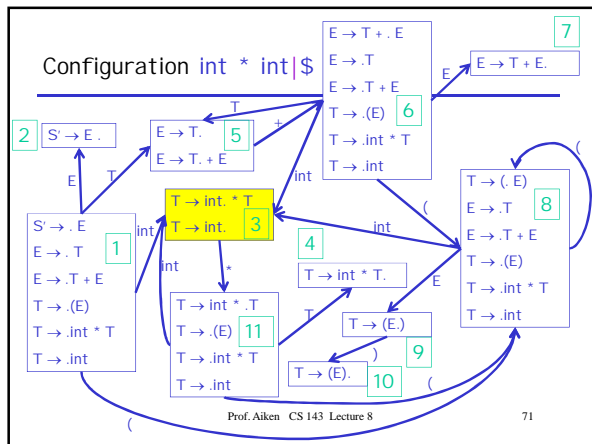 Configuration int * int|$
E → T + . E
E → .T
E → .T + E
T → .(E)
T → .int * T
T → .int
6
7
E → T + E.
E
T
+
2
S’ → E .
5
E → T.
E → T. + E
E
T
int
(
(
T → (. E)
E → .T
E → .T + E
T → .(E)
T → .int * T
T → .int
8
S’ → . E
E → . T
E → .T + E
T → .(E)
T → .int * T
T → .int
1
int
int
T → int. * T
T → int.
3
int
*
4
T → int * T.
T
E
T → int * .T
T → .(E)
T → .int * T
T → .int
11
T → (E.)
9
)
T → (E).
10
(
(
Prof. Aiken CS 143 Lecture 8
71